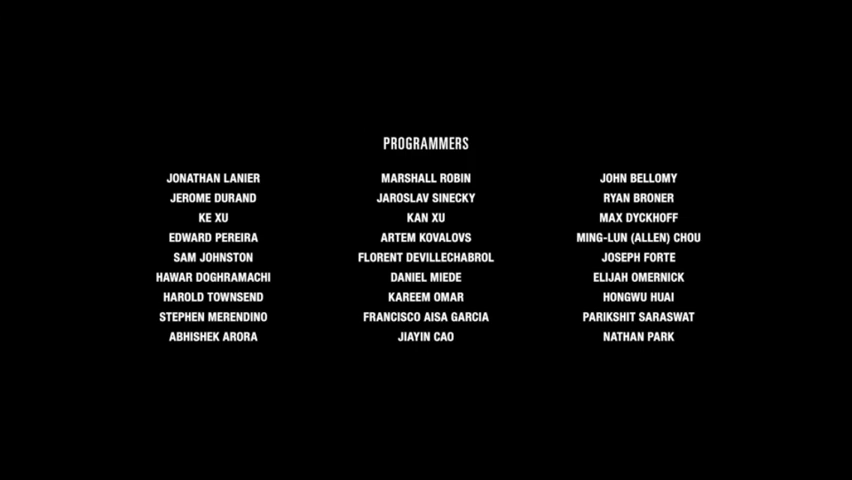 PROGRAMMERS
JONATHAN LANIER MARSHALL ROBIN JOHN BELLOMY
JEROME DURAND JAROSLAV SINECKY RYAN BRONER
KE XU KAN XU MAX DYCKHOFF
EDWARD PEREIRA ARTEM KOVALOVS MING-LUN (ALLEN) CHOU
SAM JOHNSTON FLORENT DEVILLECHABROL JOSEPH FORTE
HAWAR DOGHRAMACHI DANIEL MIEDE ELIJAH OMERNICK
HAROLD TOWNSEND KAREEM OMAR HONGWU HUAI
STEPHEN MERENDINO FRANCISCO AISA GARCIA PARIKSHIT SARASWAT
ABHISHEK ARORA JIAYIN CAO NATHAN PARK